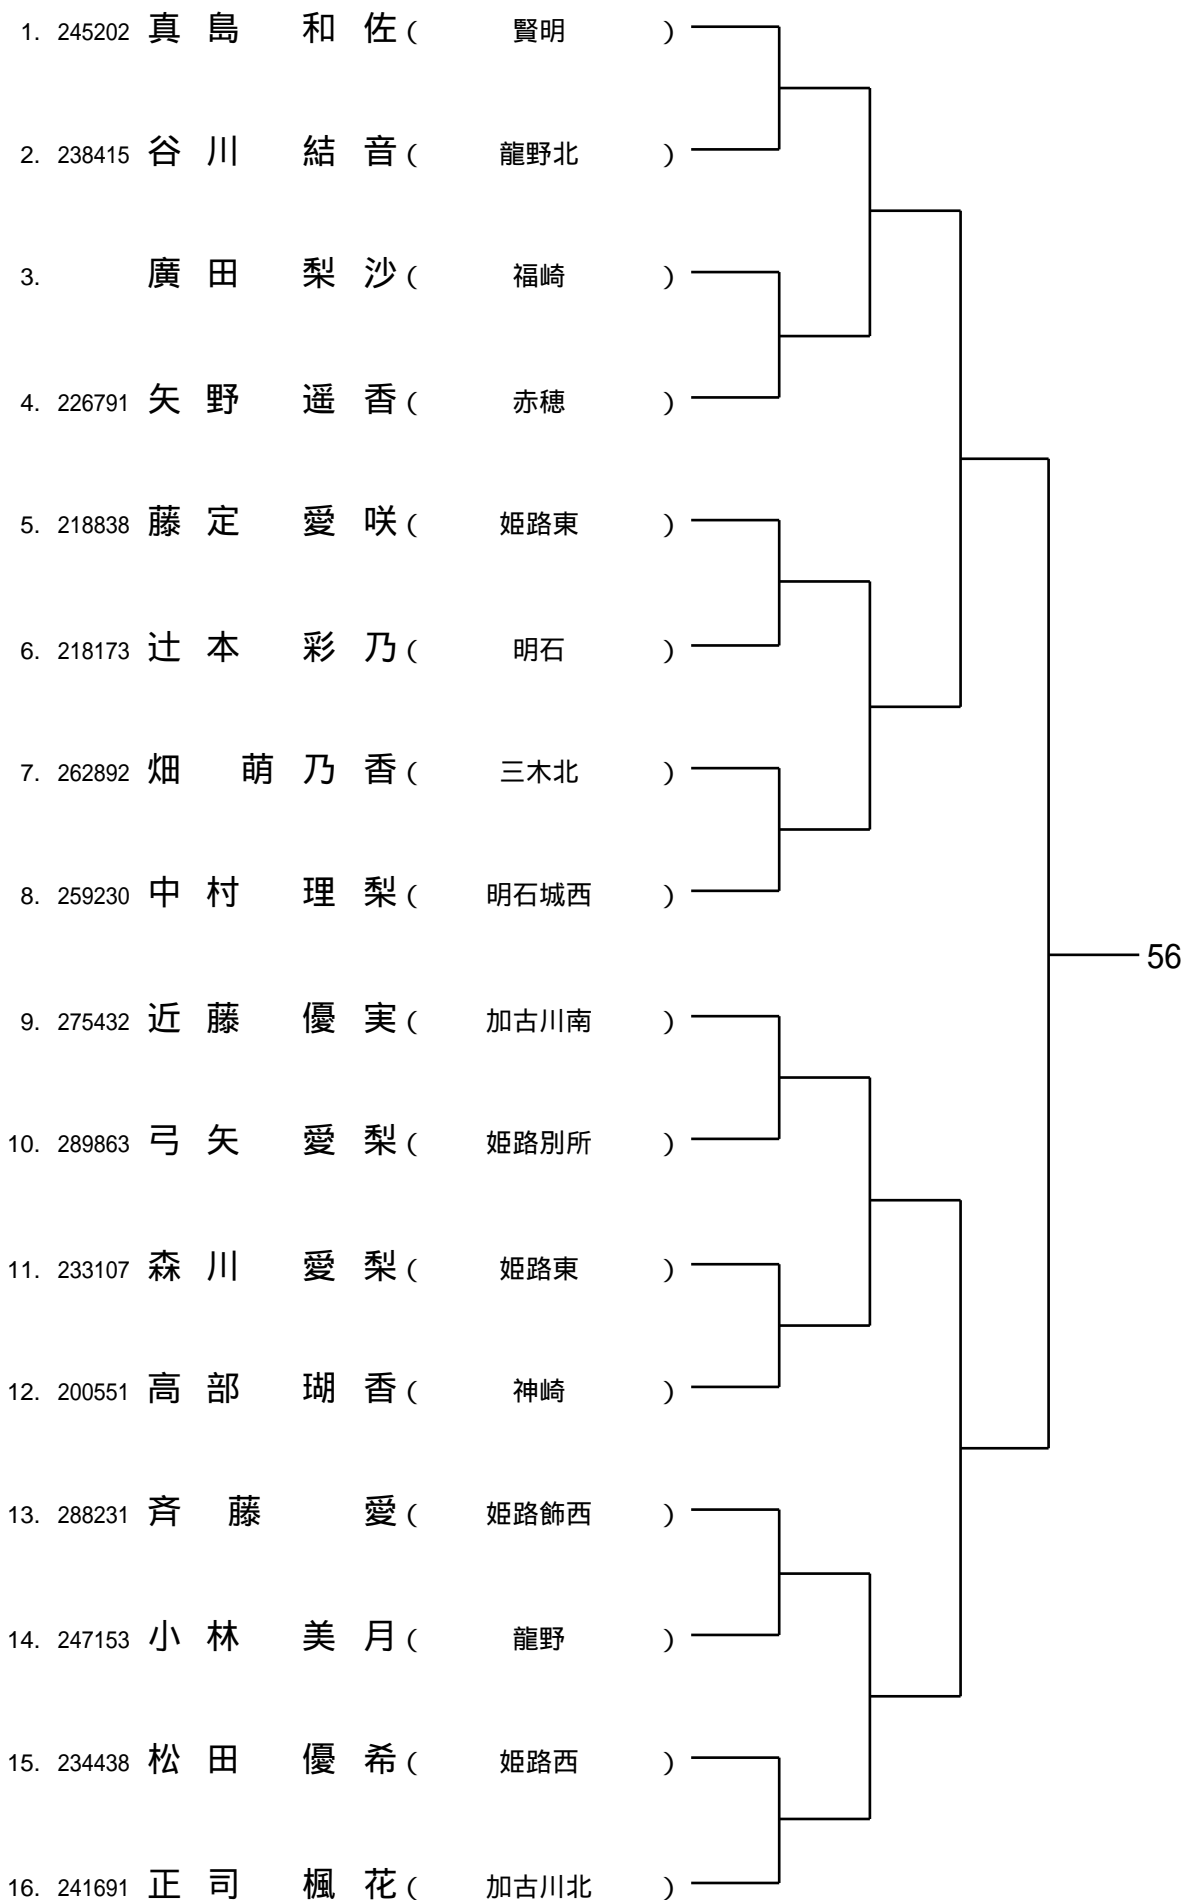 1. 245202 真島 和佐 ( 賢明 )
2. 238415 谷川 結音 ( 龍野北 )
3. 廣田 梨沙 ( 福崎 )
4. 226791 矢野 遥香 ( 赤穂 )
5. 218838 藤定 愛咲 ( 姫路東 )
6. 218173 辻本 彩乃 ( 明石 )
7. 262892 畑 萌乃香 ( 三木北 )
8. 259230 中村 理梨 ( 明石城西 )
56
9. 275432 近藤 優実 ( 加古川南 )
10. 289863 弓矢 愛梨 ( 姫路別所 )
11. 233107 森川 愛梨 ( 姫路東 )
12. 200551 高部 瑚香 ( 神崎 )
13. 288231 斉藤 愛 ( 姫路飾西 )
14. 247153 小林 美月 ( 龍野 )
15. 234438 松田 優希 ( 姫路西 )
16. 241691 正司 楓花 ( 加古川北 )